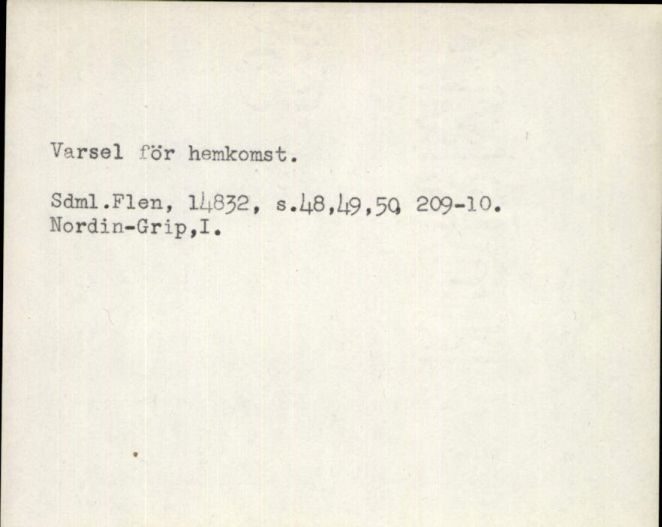 Varsel för hemkomst.
Sdml.Flen, 14832, s.48,49,50, 209-10.
Nordin-Grip,I.